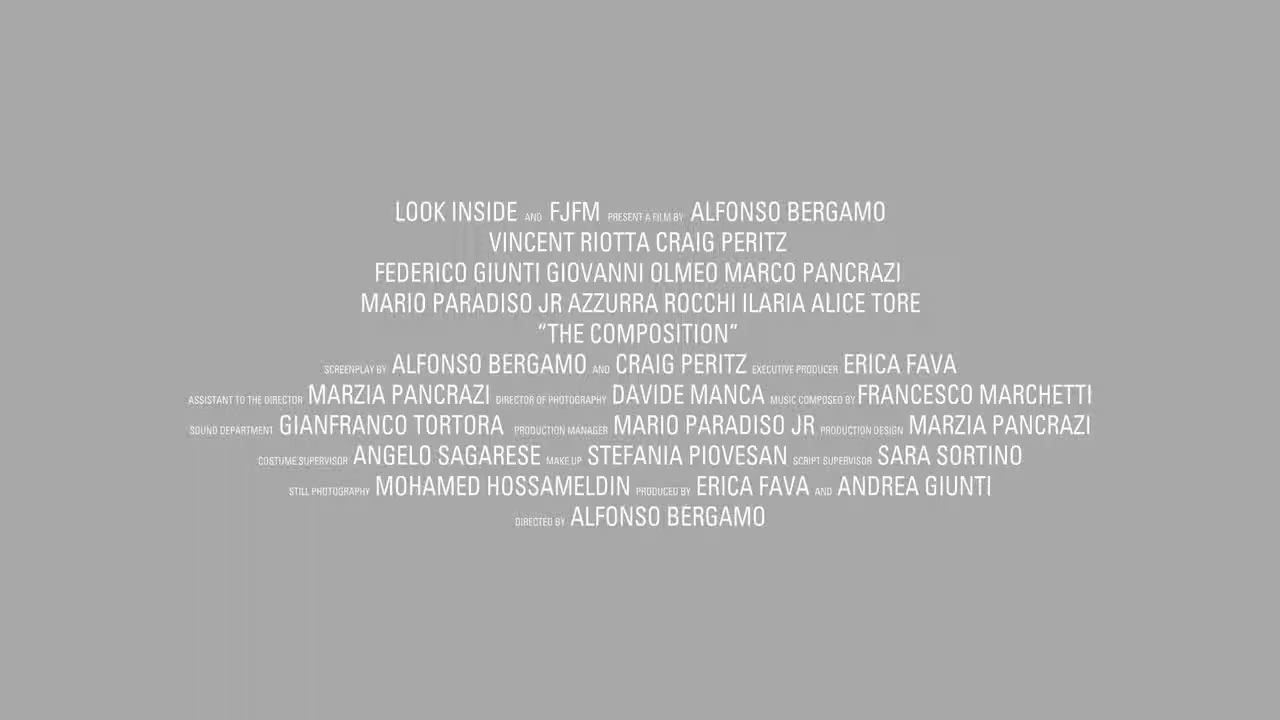 LOOK INSIDE AND FJFM PRESENT A FILM BY ALFONSO BERGAMO
VINCENT RIOTTA CRAIG PERITZ
FEDERICO GIUNTI GIOVANNI OLMEO MARCO PANCRAZI
MARIO PARADISO JR AZZURRA ROCCHI ILARIA ALICE TORE
“THE COMPOSITION”
SCREENPLAY BY ALFONSO BERGAMO AND CRAIG PERITZ EXECUTIVE PRODUCER ERICA FAVA
ASSISTANT TO THE DIRECTOR MARZIA PANCRAZI DIRECTOR OF PHOTOGRAPHY DAVIDE MANCA MUSIC COMPOSED BY FRANCESCO MARCHETTI
SOUND DEPARTMENT GIANFRANCO TORTORA PRODUCTION MANAGER MARIO PARADISO JR PRODUCTION DESIGN MARZIA PANCRAZI
COSTUME SUPERVISOR ANGELO SAGARESE MAKE UP STEFANIA PIOVESAN SCRIPT SUPERVISOR SARA SORTINO
STILL PHOTOGRAPHY MOHAMED HOSSAMELDIN PRODUCED BY ERICA FAVA AND ANDREA GIUNTI
DIRECTED BY ALFONSO BERGAMO